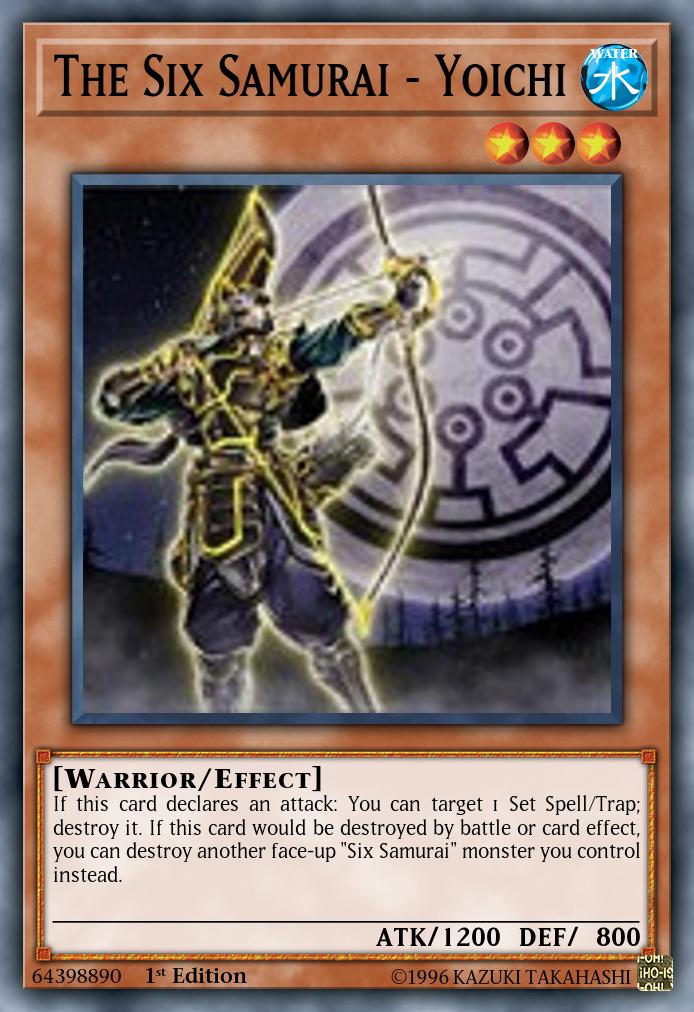 The Six Samurai - Yoichi
WATER
水
[Warrior/Effect]
If this card declares an attack: You can target 1 Set Spell/Trap;
destroy it. If this card would be destroyed by battle or card effect,
you can destroy another face-up "Six Samurai" monster you control
instead.
ATK/1200 DEF/ 800
64398890 1st Edition ©1996 KAZUKI TAKAHASHI